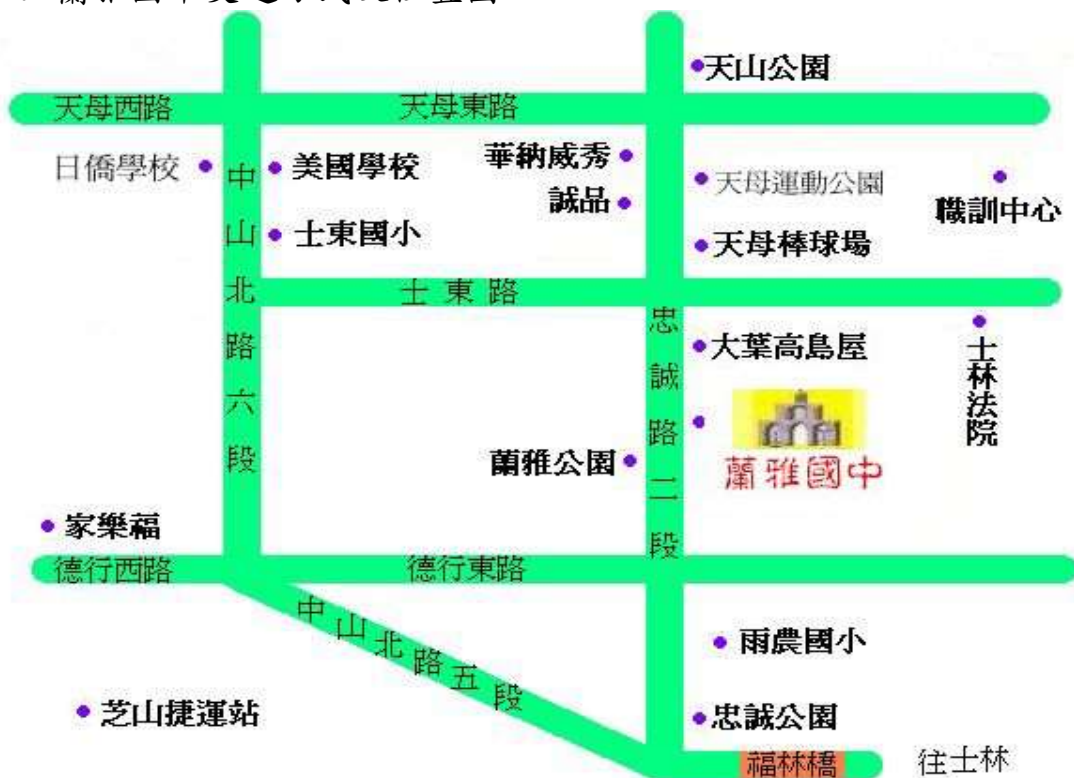 天山公園
天母西路
天母東路
日僑學校
美國學校
華納威秀
誠品
天母運動公園
職訓中心
士東國小
天母棒球場
中山北路六段
士東路
忠誠路二段
大葉高島屋
士林法院
蘭雅公園
蘭雅國中
家樂福
德行西路
德行東路
中山北路五段
雨農國小
芝山捷運站
忠誠公園
福林橋
往士林